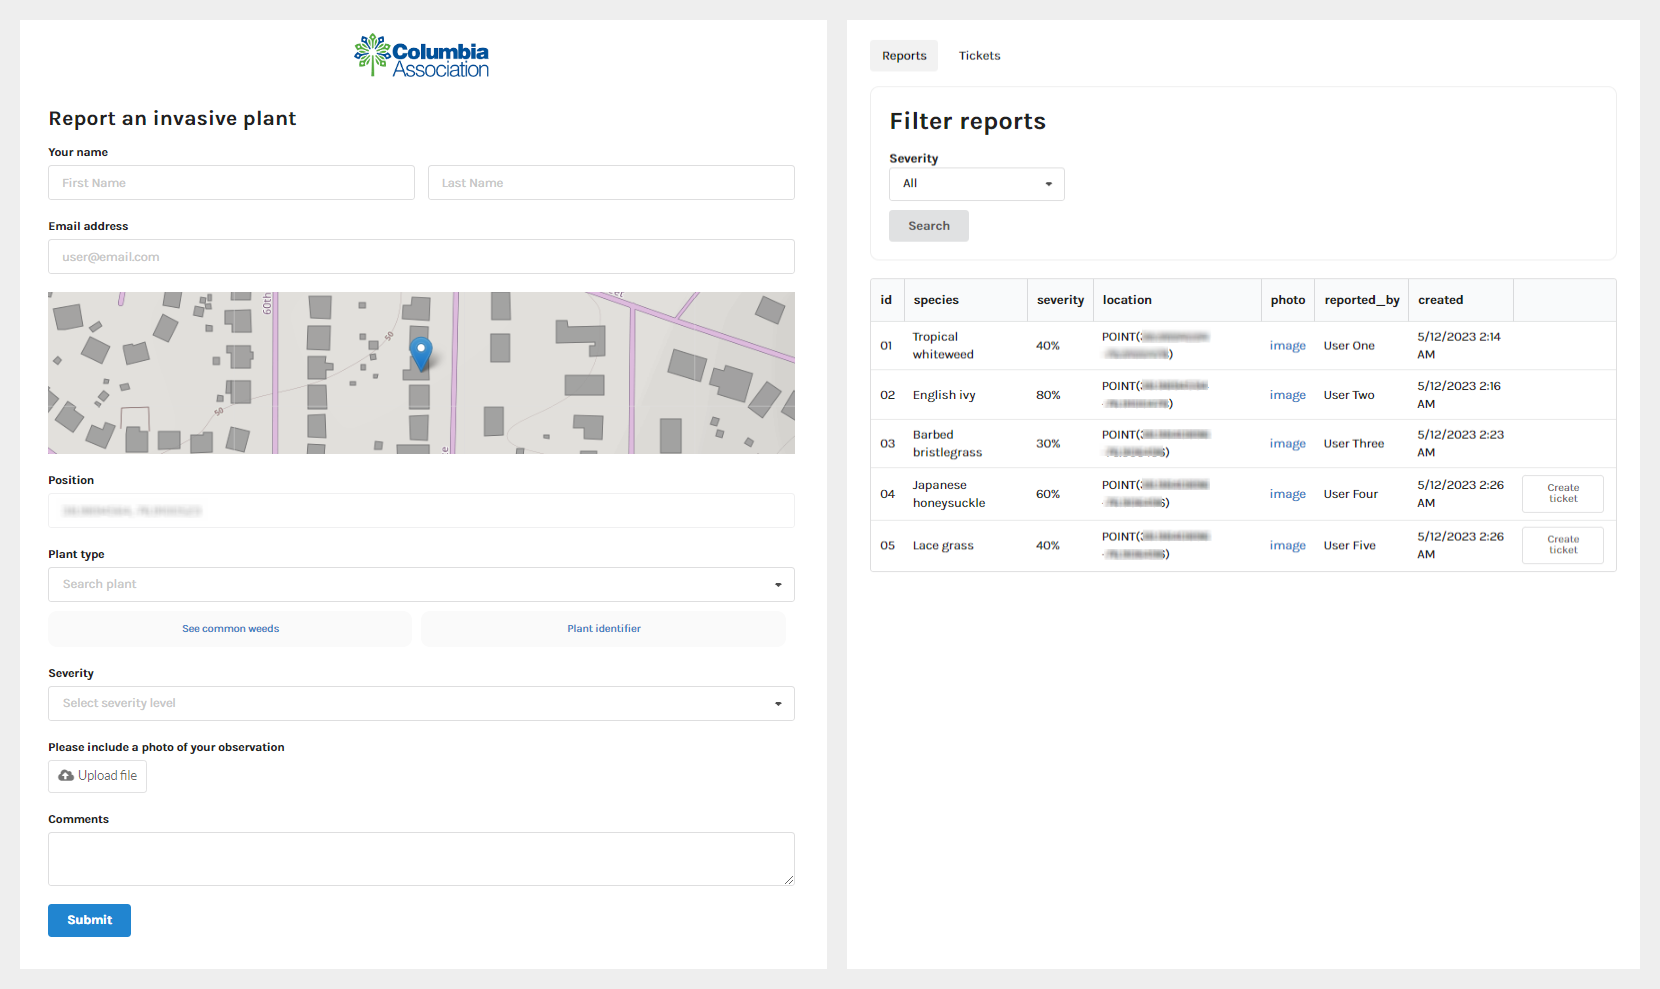 Columbia
Association
Report an invasive plant
Your name
First Name
Last Name
Email address
user@email.com
60th
50
50
Position
Plant type
Search plant
See common weeds
Plant identifier
Severity
Select severity level
Please include a photo of your observation
Upload file
Comments
Submit
Reports
Tickets
Filter reports
Severity
All
Search
id species severity location photo reported_by created
01 Tropical whiteweed 40% POINT( ) image User One 5/12/2023 2:14 AM
02 English ivy 80% POINT( ) image User Two 5/12/2023 2:16 AM
03 Barbed bristlegrass 30% POINT( ) image User Three 5/12/2023 2:23 AM
04 Japanese honeysuckle 60% POINT( ) image User Four 5/12/2023 2:26 AM Create ticket
05 Lace grass 40% POINT( ) image User Five 5/12/2023 2:26 AM Create ticket